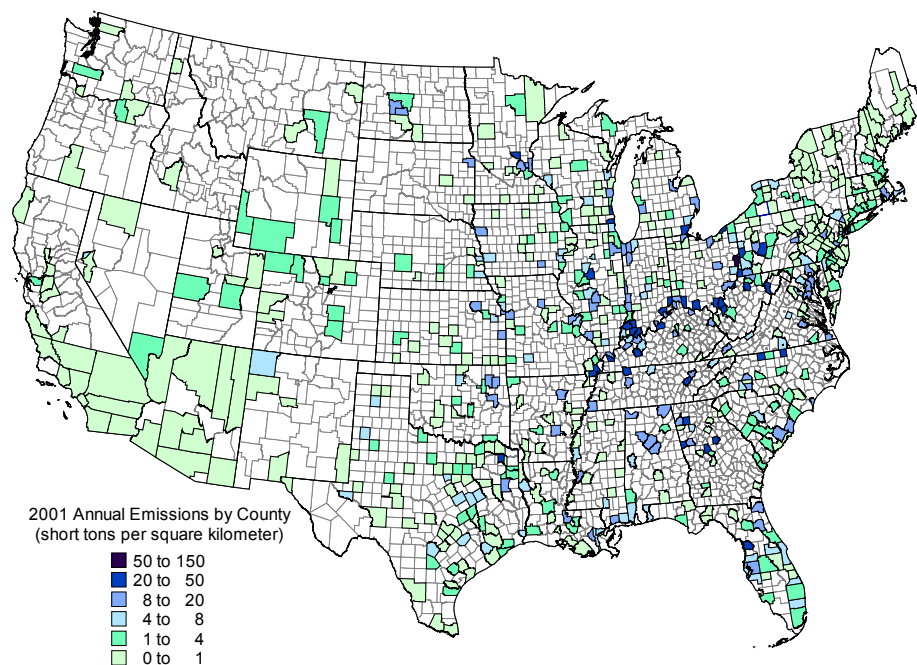 2001 Annual Emissions by County
(short tons per square kilometer)
50 to 150
20 to 50
8 to 20
4 to 8
1 to 4
0 to 1